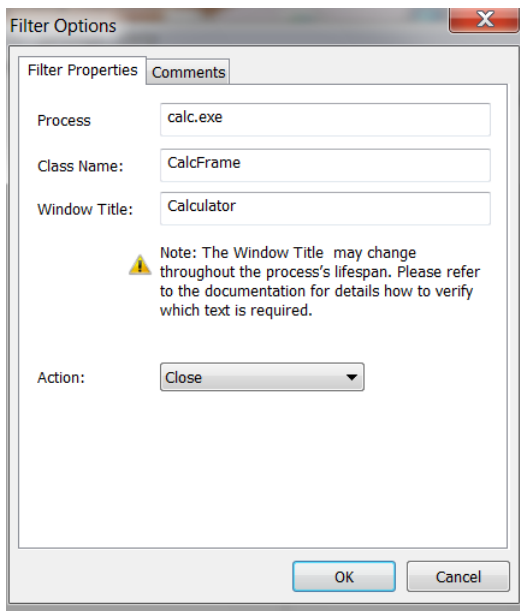 Filter Options
Filter Properties
Comments
Process
calc.exe
Class Name:
CalcFrame
Window Title:
Calculator
Note: The Window Title  may change
throughout the process's lifespan. Please refer
to the documentation for details how to verify
which text is required.
Action:
Close
OK
Cancel